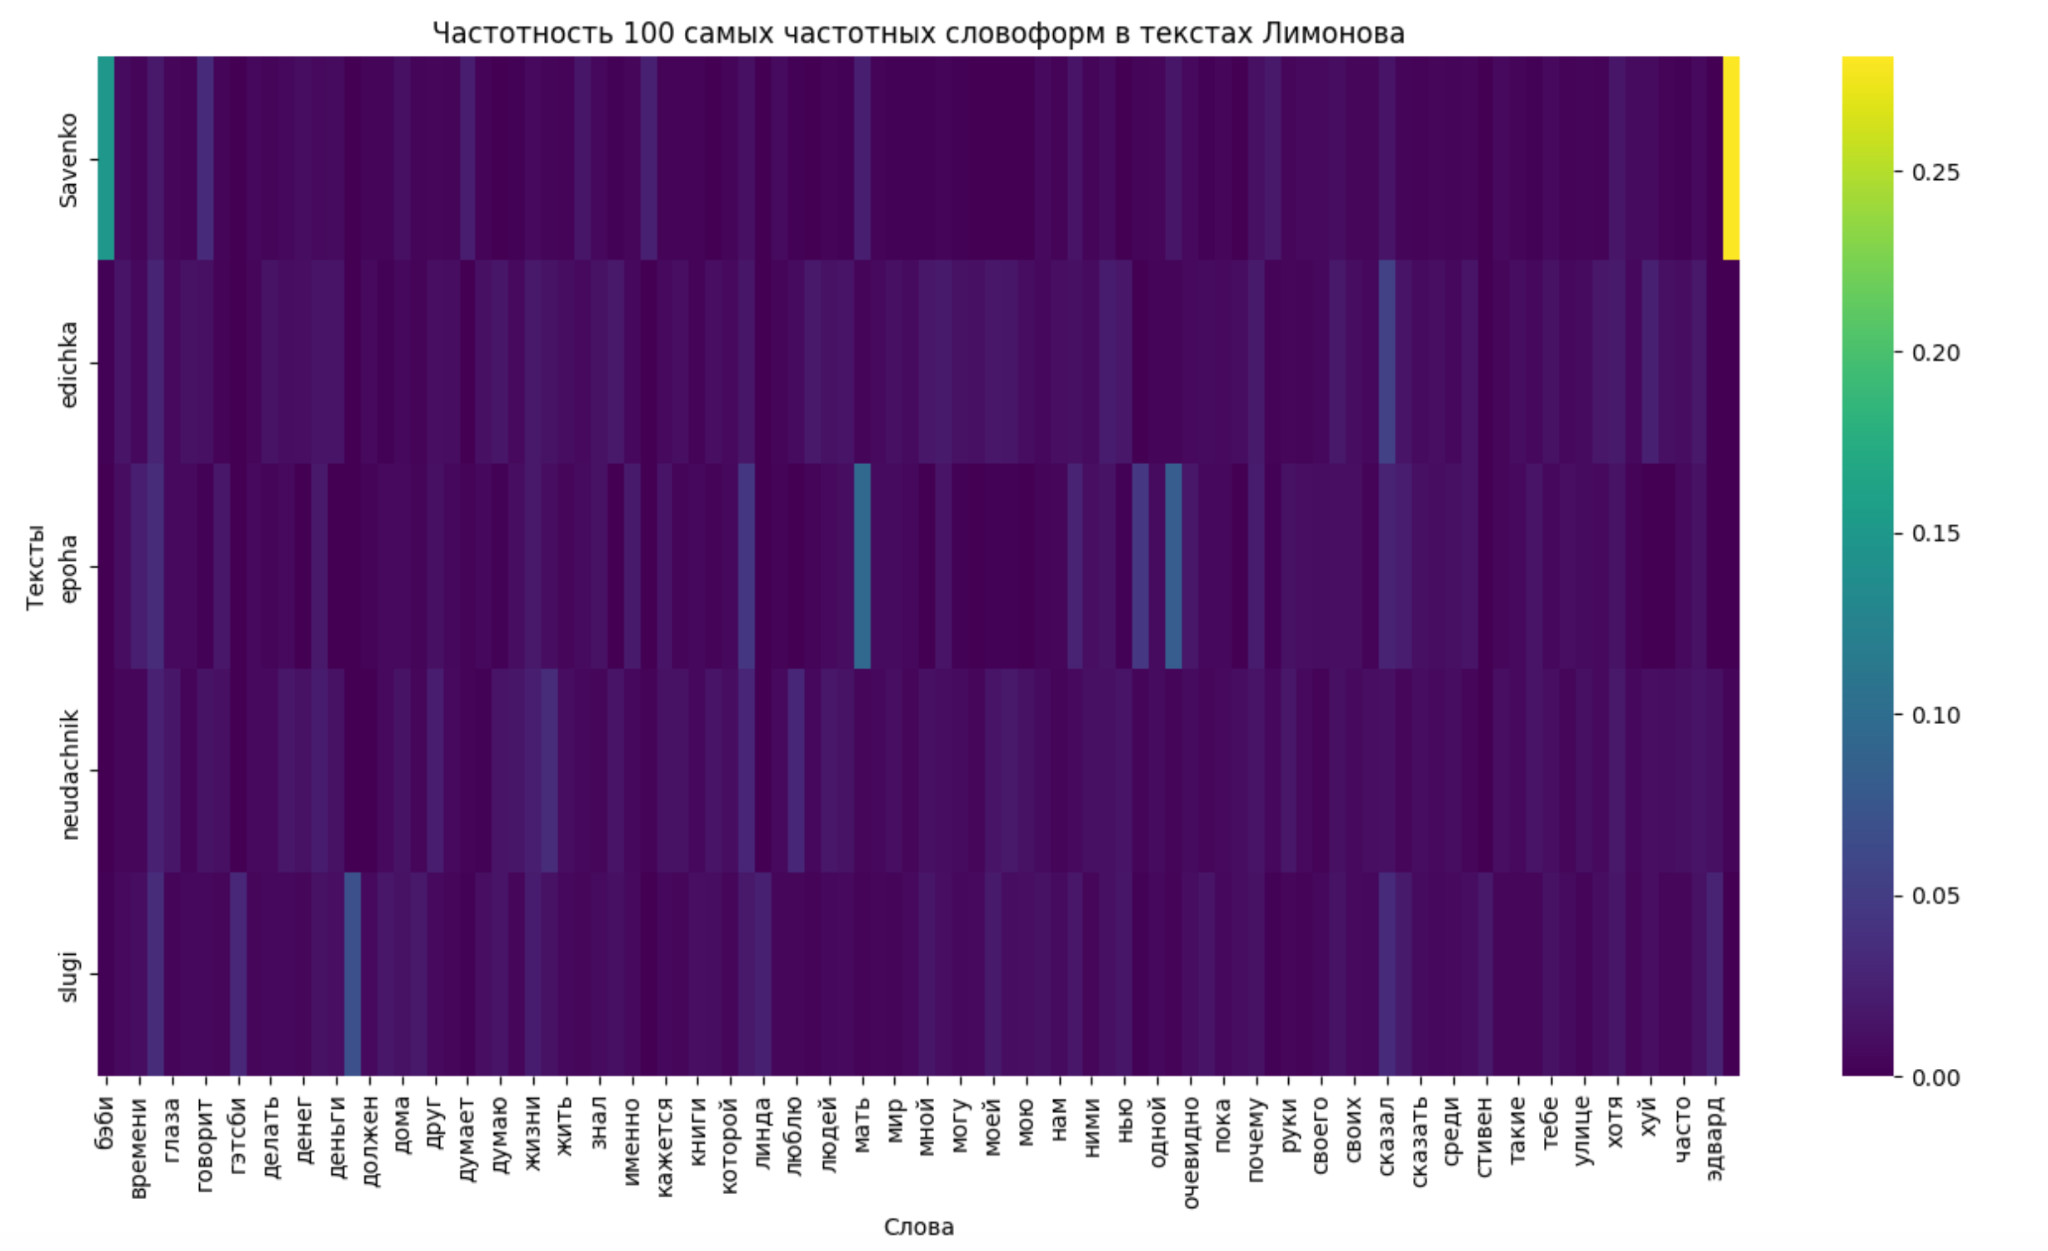 Частотность 100 самых частотных словоформ в текстах Лимонова
Тексты
Savenko
edichka
epoha
neudachnik
slugi
0.25
0.20
0.15
0.10
0.05
0.00
бэби
времени
глаза
говорит
гэтсби
делать
денег
деньги
должен
дома
друг
думает
думаю
жизни
жить
знал
именно
кажется
книги
которой
линда
люблю
людей
мать
мир
мной
могу
моей
мою
нам
ними
нью
одной
очевидно
пока
почему
руки
своего
своих
сказал
сказать
среди
стивен
такие
тебе
улице
хотя
хуй
часто
эдвард
Слова